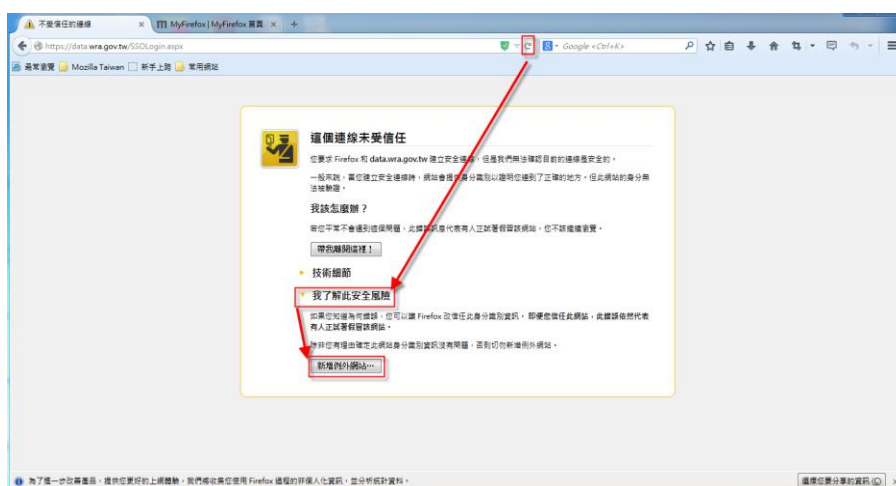 不受信任的連線
MyFirefox | MyFirefox 首頁
https://data.wra.gov.tw/SSOLogin.aspx
Google <Ctrl+K>
最常瀏覽 Mozilla Taiwan 新手上路 常用網站
這個連線未受信任
您要求 Firefox 和 data.wra.gov.tw 建立安全連線，但是我們無法確認目前的連線是安全的。
一般來說，當您建立安全連線時，網站會提供身分識別以證明您連到了正確的地方。但此網站的身分無
法被驗證。
我該怎麼辦？
若您平常不會遇到這個問題，此錯誤訊息代表有人正試著假冒該網站，您不該繼續瀏覽。
帶我離開這裡！
技術細節
我了解此安全風險
如果您知道為何錯誤，您可以讓 Firefox 改信任此身分識別資訊。即便您信任此網站，此錯誤依然代表
有人正試著假冒該網站。
除非您有理由確定此網站身分識別資訊沒有問題，否則切勿新增例外網站。
新增例外網站…
為了進一步改善產品，提供您更好的上網體驗，我們將收集您使用 Firefox 過程的非個人化資訊，並分析統計資料。
選擇您要分享的資訊(C)